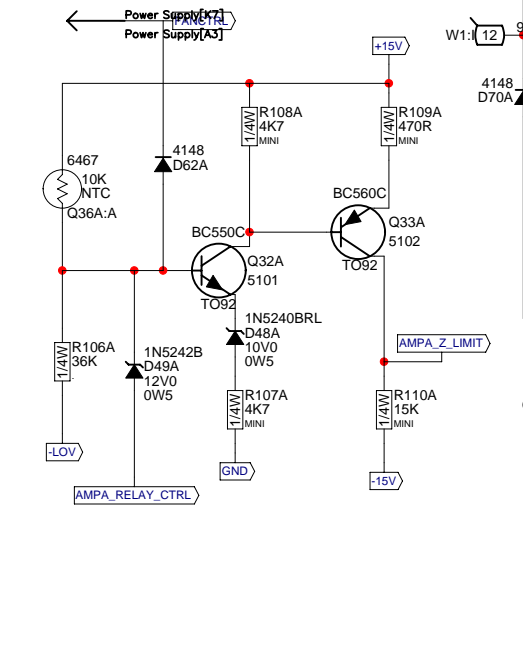 Power Supply[K7]
FANCTRL
Power Supply[A3]
+15V
W1:I
12
9
4148
D70A
R108A
4K7
MINI
1/4W
R109A
470R
MINI
1/4W
4148
D62A
6467
10K
NTC
Q36A:A
BC550C
Q32A
5101
TO92
BC560C
Q33A
5102
TO92
R106A
36K
1/4W
1N5242B
D49A
12V0
0W5
1N5240BRL
D48A
10V0
0W5
AMPA_Z_LIMIT
R107A
4K7
MINI
1/4W
R110A
15K
MINI
1/4W
-LOV
GND
-15V
AMPA_RELAY_CTRL